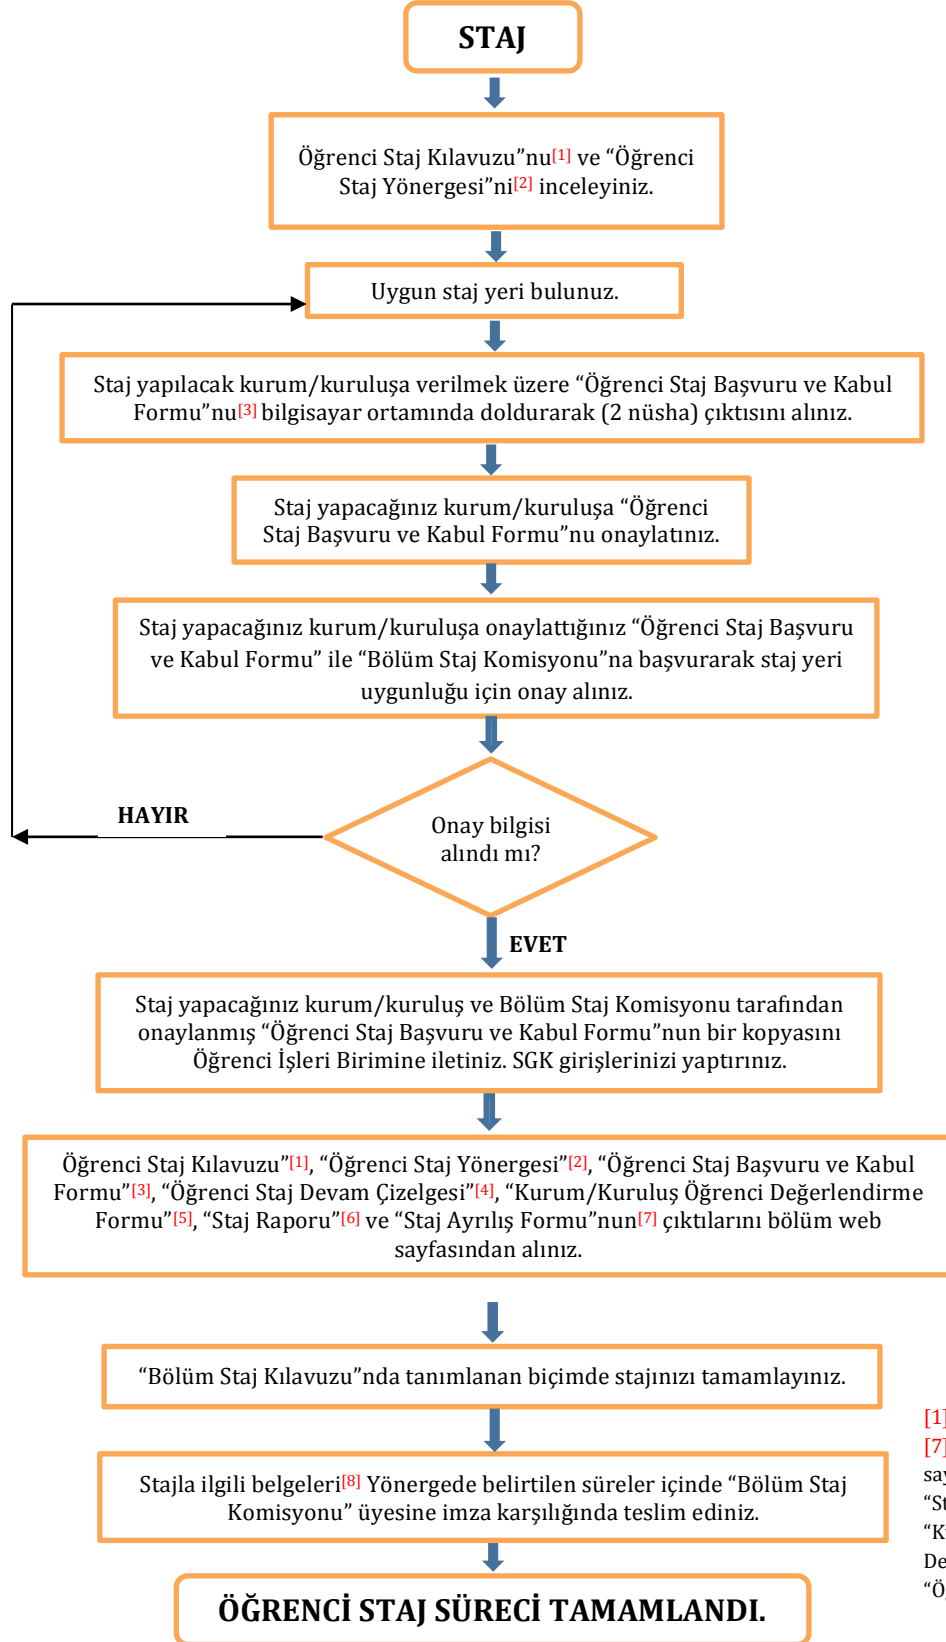 STAJ
Öğrenci Staj Kılavuzu”nu[1] ve “Öğrenci
Staj Yönergesi”ni[2] inceleyiniz.
Uygun staj yeri bulunuz.
Staj yapılacak kurum/kuruluşa verilmek üzere “Öğrenci Staj Başvuru ve Kabul
Formu”nu[3] bilgisayar ortamında doldurarak (2 nüsha) çıktısını alınız.
Staj yapacağınız kurum/kuruluşa “Öğrenci
Staj Başvuru ve Kabul Formu”nu onaylatınız.
Staj yapacağınız kurum/kuruluşa onaylattığınız “Öğrenci Staj Başvuru
ve Kabul Formu” ile “Bölüm Staj Komisyonu”na başvurarak staj yeri
uygunluğu için onay alınız.
HAYIR
Onay bilgisi
alındı mı?
EVET
Staj yapacağınız kurum/kuruluş ve Bölüm Staj Komisyonu tarafından
onaylanmış “Öğrenci Staj Başvuru ve Kabul Formu”nun bir kopyasını
Öğrenci İşleri Birimine iletiniz. SGK girişlerinizi yaptırınız.
Öğrenci Staj Kılavuzu”[1], “Öğrenci Staj Yönergesi”[2], “Öğrenci Staj Başvuru ve Kabul
Formu”[3], “Öğrenci Staj Devam Çizelgesi”[4], “Kurum/Kuruluş Öğrenci Değerlendirme
Formu”[5], “Staj Raporu”[6] ve “Staj Ayrılış Formu”nun[7] çıktılarını bölüm web
sayfasından alınız.
“Bölüm Staj Kılavuzu”nda tanımlanan biçimde stajınızı tamamlayınız.
Stajla ilgili belgeleri[8] Yönergede belirtilen süreler içinde “Bölüm Staj
Komisyonu” üyesine imza karşılığında teslim ediniz.
ÖĞRENCİ STAJ SÜRECİ TAMAMLANDI.
[1]
[7]